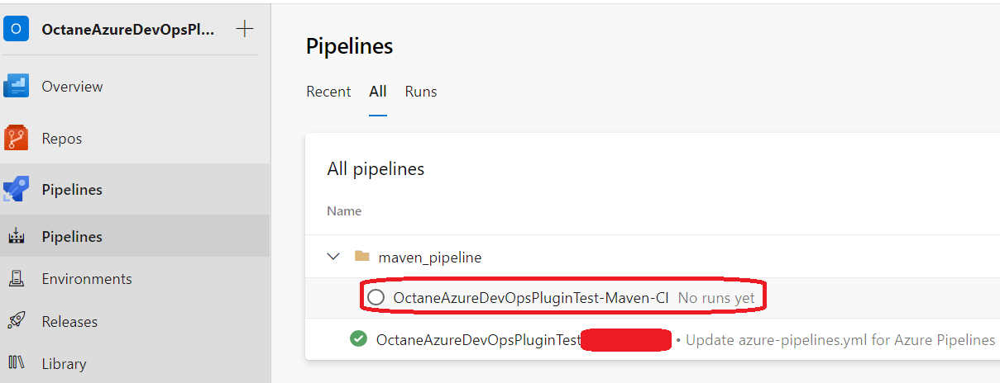 O OctaneAzureDevOpsPl... +
Overview
Repos
Pipelines
Pipelines
Environments
Releases
Library
Pipelines
Recent All Runs
All pipelines
Name
maven_pipeline
OctaneAzureDevOpsPluginTest-Maven-CI No runs yet
OctaneAzureDevOpsPluginTest • Update azure-pipelines.yml for Azure Pipelines